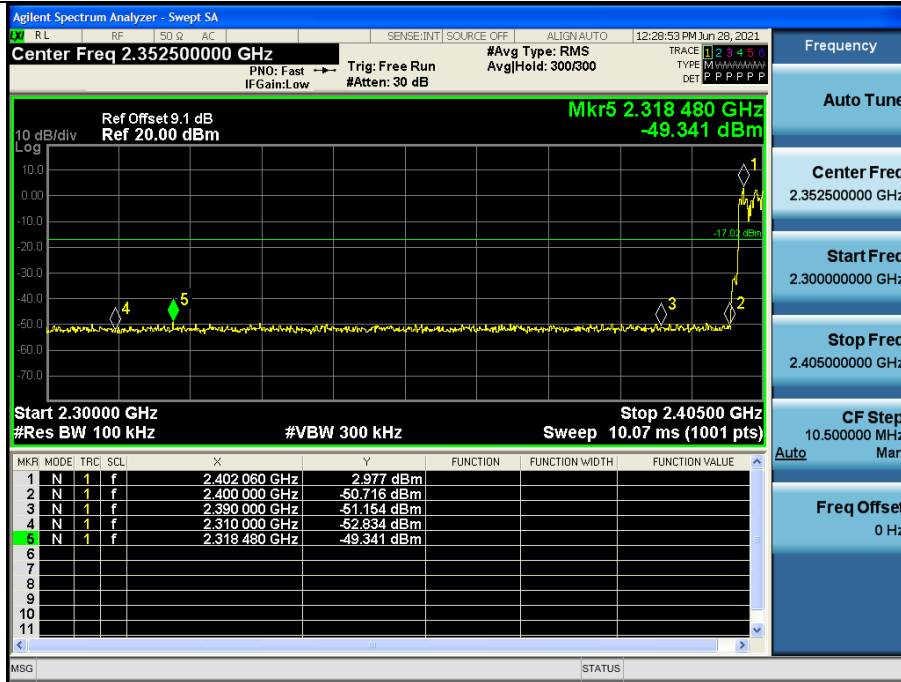 Agilent Spectrum Analyzer - Swept SA
LXI RL RF 50 Ω AC SENSE:INT SOURCE OFF ALIGN AUTO 12:28:53 PM Jun 28, 2021
Center Freq 2.352500000 GHz
PNO: Fast
IFGain:Low
Trig: Free Run
#Atten: 30 dB
#Avg Type: RMS
Avg|Hold: 300/300
TRACE 1 2 3 4 5 6
TYPE M WWWWW
DET P P P P P P
Mkr5 2.318 480 GHz
-49.341 dBm
Ref Offset 9.1 dB
10 dB/div Ref 20.00 dBm
Log
10.0
0.00
-10.0
-20.0
-30.0
-40.0
-50.0
-60.0
-70.0
1
-17.02 dBm
4
5
3
2
Start 2.30000 GHz Stop 2.40500 GHz
#Res BW 100 kHz #VBW 300 kHz Sweep 10.07 ms (1001 pts)
MKR MODE TRC SCL X Y FUNCTION FUNCTION WIDTH FUNCTION VALUE
1 N 1 f 2.402 060 GHz 2.977 dBm
2 N 1 f 2.400 000 GHz -50.716 dBm
3 N 1 f 2.390 000 GHz -51.154 dBm
4 N 1 f 2.310 000 GHz -52.834 dBm
5 N 1 f 2.318 480 GHz -49.341 dBm
6
7
8
9
10
11
MSG STATUS
Frequency
Auto Tune
Center Freq
2.352500000 GHz
Start Freq
2.300000000 GHz
Stop Freq
2.405000000 GHz
CF Step
10.500000 MHz
Auto Man
Freq Offset
0 Hz